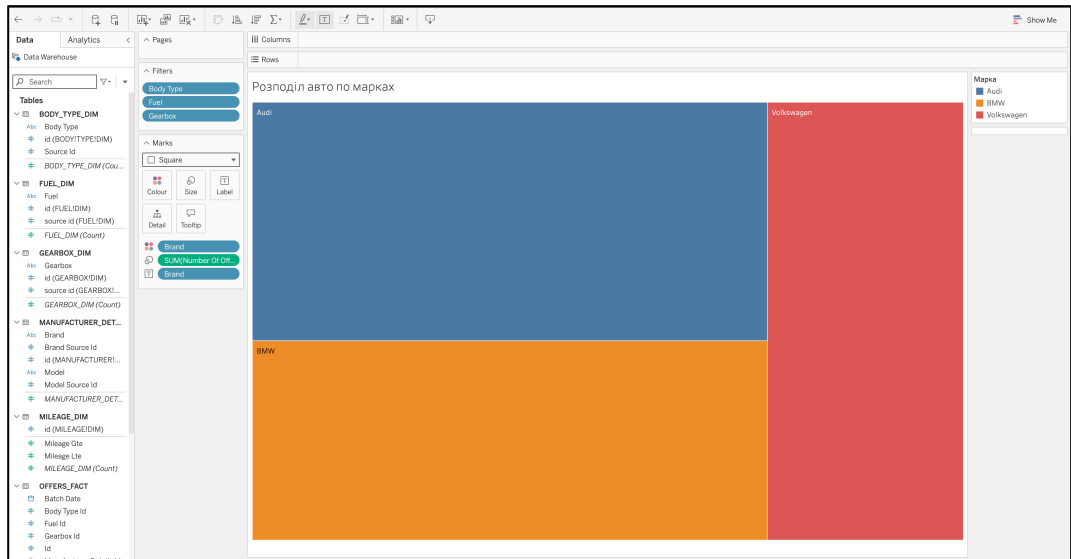 Show Me
Data Analytics
Data Warehouse
Search
Tables
BODY_TYPE_DIM
Abc Body Type
id (BODY!TYPE!DIM)
Source Id
BODY_TYPE_DIM (Cou...
FUEL_DIM
Abc Fuel
id (FUEL!DIM)
source id (FUEL!DIM)
FUEL_DIM (Count)
GEARBOX_DIM
Abc Gearbox
id (GEARBOX!DIM)
source id (GEARBOX!...
GEARBOX_DIM (Count)
MANUFACTURER_DET...
Abc Brand
Brand Source Id
id (MANUFACTURER!...
Abc Model
Model Source Id
MANUFACTURER_DET...
MILEAGE_DIM
id (MILEAGE!DIM)
Mileage Gte
Mileage Lte
MILEAGE_DIM (Count)
OFFERS_FACT
Batch Date
Body Type Id
Fuel Id
Gearbox Id
Id
Pages
Filters
Body Type
Fuel
Gearbox
Marks
Square
Colour Size Label
Detail Tooltip
Brand
SUM(Number Of Off..
Brand
Columns
Rows
Розподіл авто по марках
Audi
Volkswagen
BMW
Марка
Audi
BMW
Volkswagen